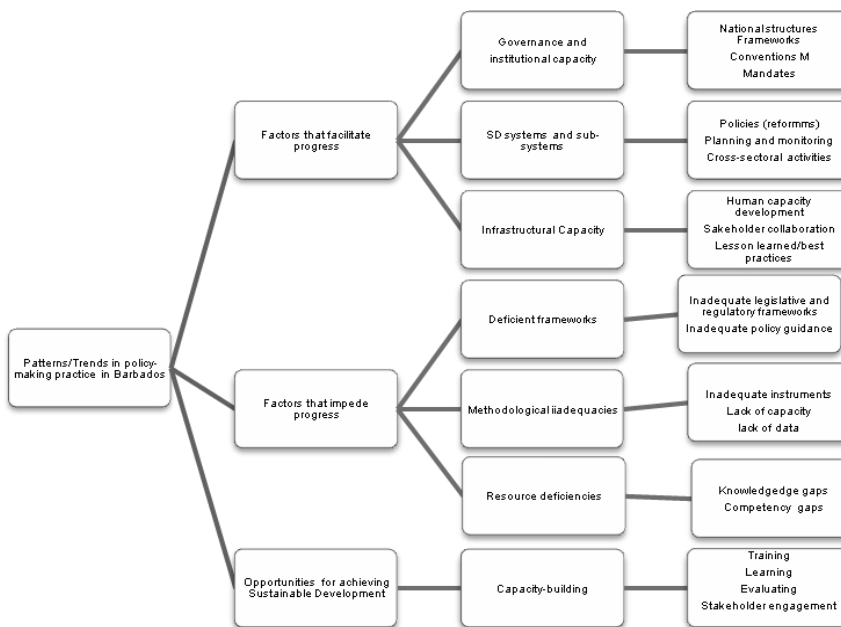 Governance and
institutional capacity
National structures
Frameworks
Conventions M
Mandates
Factors that facilitate
progress
SD systems and sub-
systems
Policies (reformms)
Planning and monitoring
Cross-sectoral activities
Infrastructural Capacity
Human capacity
development
Sakeholder collaboration
Lesson learned/best
practices
Patterns/Trends in policy-
making practice in Barbados
Factors that impede
progress
Deficient frameworks
Inadequate legislative and
regulatory frameworks
Inadequate policy guidance
Methodological iiadequacies
Inadequate instruments
Lack of capacity
lack of data
Resource deficiencies
Knowledgedge gaps
Competency gaps
Opportunities for achieving
Sustainable Development
Capacity-building
Training
Learning
Evaluating
Stakeholder engagement